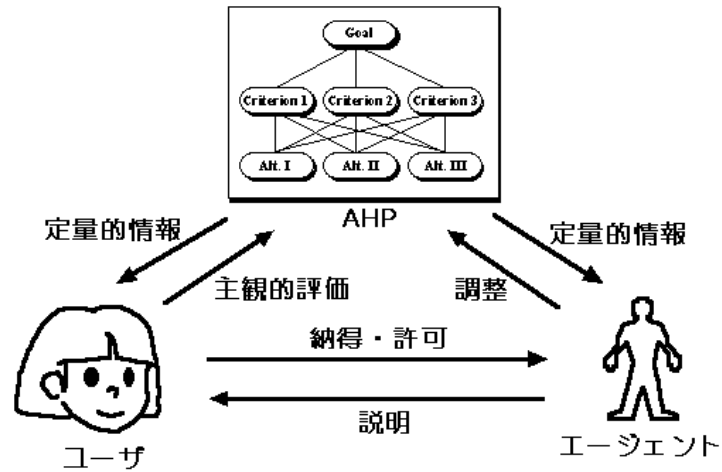 Goal
Criterion 1 Criterion 2 Criterion 3
Alt. I Alt. II Alt. III
AHP
定量的情報
定量的情報
主観的評価
調整
納得・許可
説明
ユーザ
エージェント